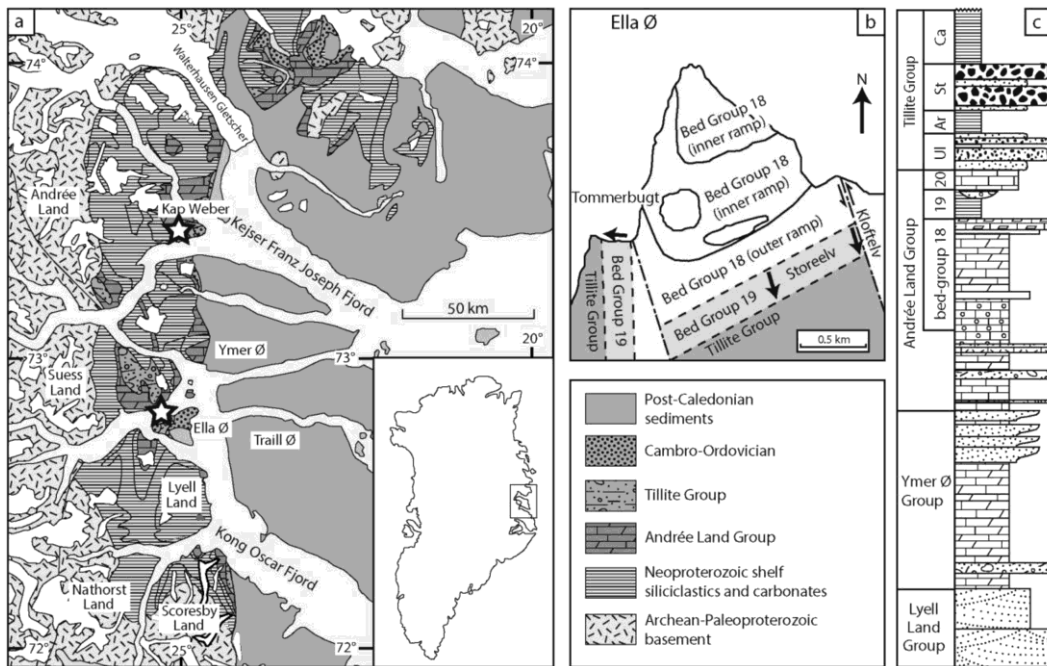 a
25°
20°
74°
74°
Walterhausen Gletscher
Andrée
Land
Kap Weber
Kejser Franz Joseph Fjord
50 km
73°
20°
73°
Ymer Ø
Suess
Land
Ella Ø
Traill Ø
Lyell
Land
Kong Oscar Fjord
Nathorst
Land
Scoresby
Land
72°
25°
72°
Ella Ø
b
N
Bed Group 18
(inner ramp)
Bed Group 18
(inner ramp)
Tommerbugt
Kloftelv
Bed Group 18 (outer ramp)
Storeelv
Bed Group 19
Tillite Group
Tillite Group
Bed Group 19
0.5 km
Post-Caledonian
sediments
Cambro-Ordovician
Tillite Group
Andrée Land Group
Neoproterozoic shelf
siliciclastics and carbonates
Archean-Paleoproterozoic
basement
c
Tillite Group
Ca
St
Ar
Ul
Andrée Land Group
20
19
bed-group 18
Ymer Ø
Group
Lyell
Land
Group